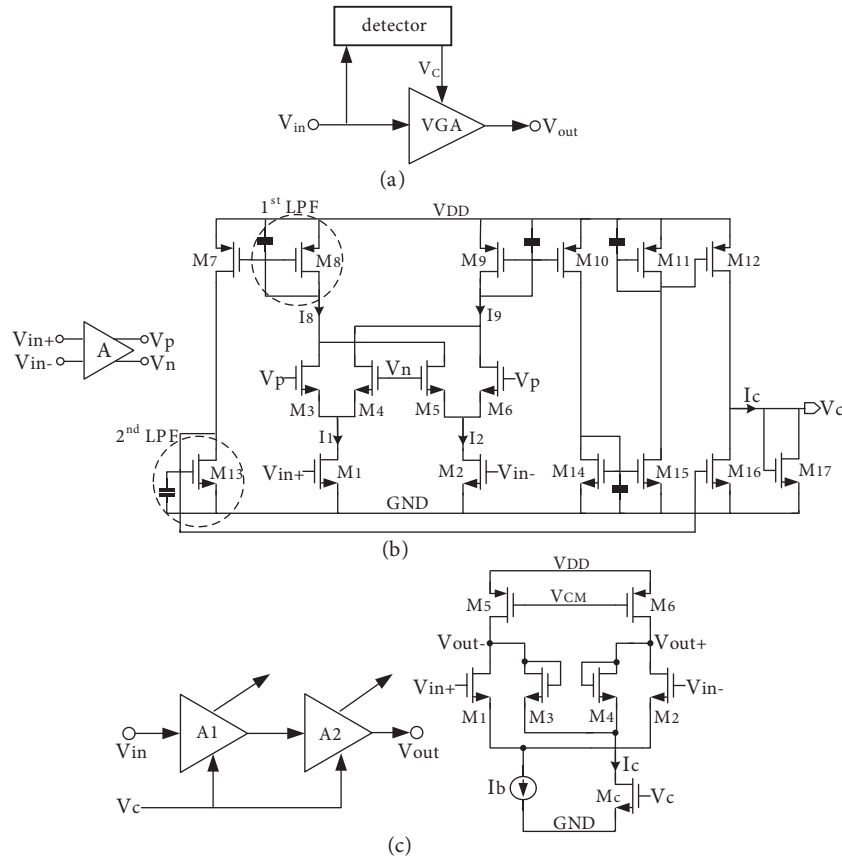 detector
VC
Vin
VGA
Vout
(a)
1st LPF
VDD
M7
M8
M9
M10
M11
M12
I8
I9
Vin+
Vin-
A
Vp
Vn
Vp
Vn
Vp
M3
M4
M5
M6
Ic
Vc
2nd LPF
I1
I2
M13
Vin+
M1
M2
Vin-
M14
M15
M16
M17
GND
(b)
VDD
M5
VCM
M6
Vout-
Vout+
Vin+
Vin-
M1
M3
M4
M2
A1
A2
Vin
Vout
Ic
Ib
Mc
Vc
Vc
GND
(c)